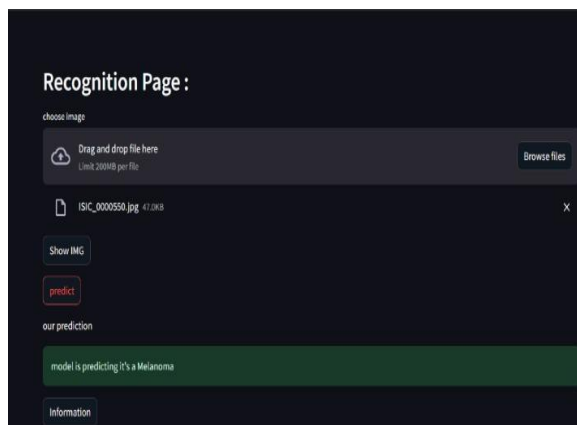 Recognition Page :
choose image
Drag and drop file here
Limit 200MB per file
Browse files
ISIC_0000550.jpg 47.0KB
X
Show IMG
predict
our prediction
model is predicting it's a Melanoma
Information